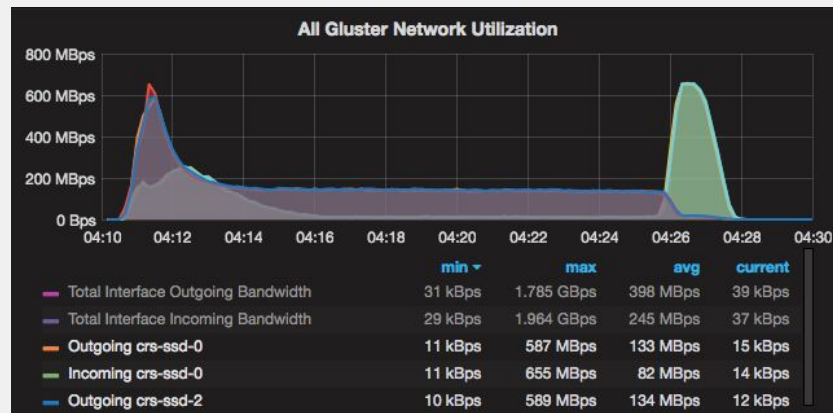 All Gluster Network Utilization
800 MBps
600 MBps
400 MBps
200 MBps
0 Bps
04:10 04:12 04:14 04:16 04:18 04:20 04:22 04:24 04:26 04:28 04:30
min max avg current
Total Interface Outgoing Bandwidth 31 kBps 1.785 GBps 398 MBps 39 kBps
Total Interface Incoming Bandwidth 29 kBps 1.964 GBps 245 MBps 37 kBps
Outgoing crs-ssd-0 11 kBps 587 MBps 133 MBps 15 kBps
Incoming crs-ssd-0 11 kBps 655 MBps 82 MBps 14 kBps
Outgoing crs-ssd-2 10 kBps 589 MBps 134 MBps 12 kBps